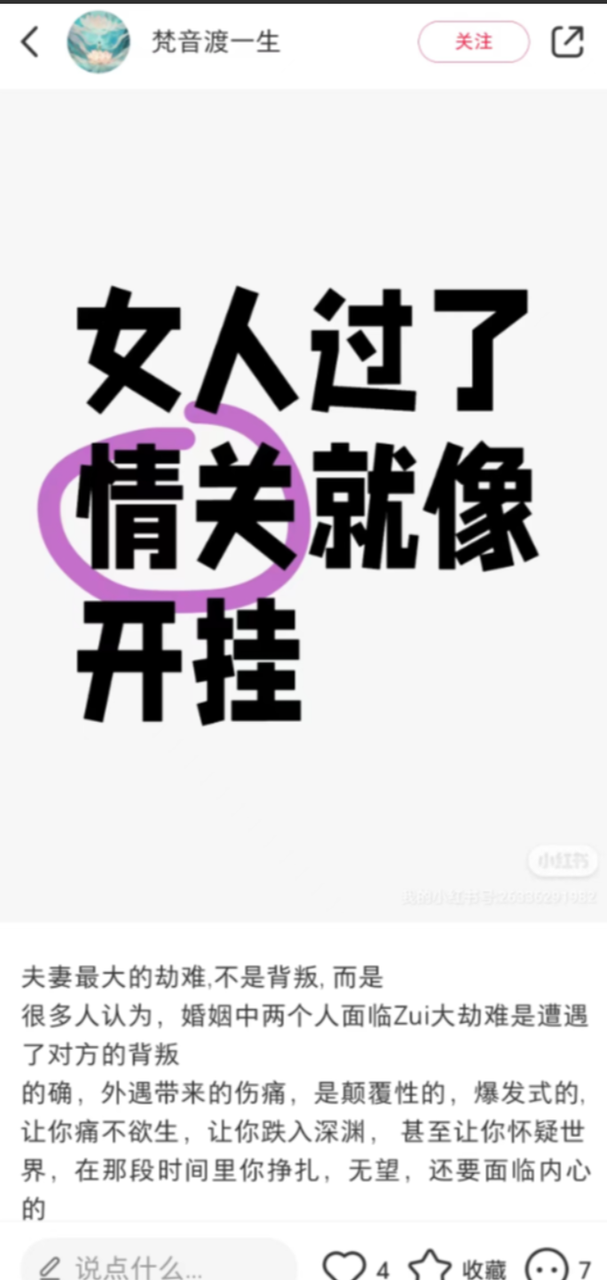 梵音渡一生
关注
女人过了
情关就像
开挂
小红书
夫妻最大的劫难,不是背叛, 而是
很多人认为，婚姻中两个人面临Zui大劫难是遭遇
了对方的背叛
的确，外遇带来的伤痛，是颠覆性的，爆发式的,
让你痛不欲生，让你跌入深渊， 甚至让你怀疑世
界，在那段时间里你挣扎，无望，还要面临内心
的
说点什么...
4
收藏
7